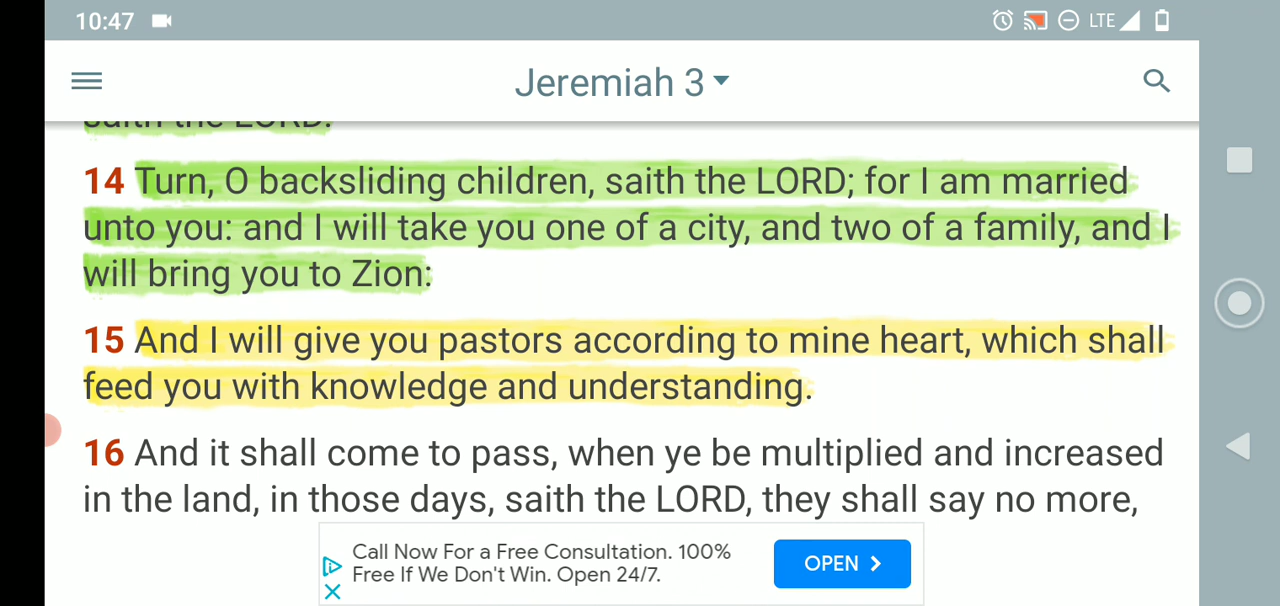 10:47
LTE
Jeremiah 3
saith the LORD.
14 Turn, O backsliding children, saith the LORD; for I am married
unto you: and I will take you one of a city, and two of a family, and I
will bring you to Zion:
15 And I will give you pastors according to mine heart, which shall
feed you with knowledge and understanding.
16 And it shall come to pass, when ye be multiplied and increased
in the land, in those days, saith the LORD, they shall say no more,
Call Now For a Free Consultation. 100%
Free If We Don't Win. Open 24/7.
OPEN